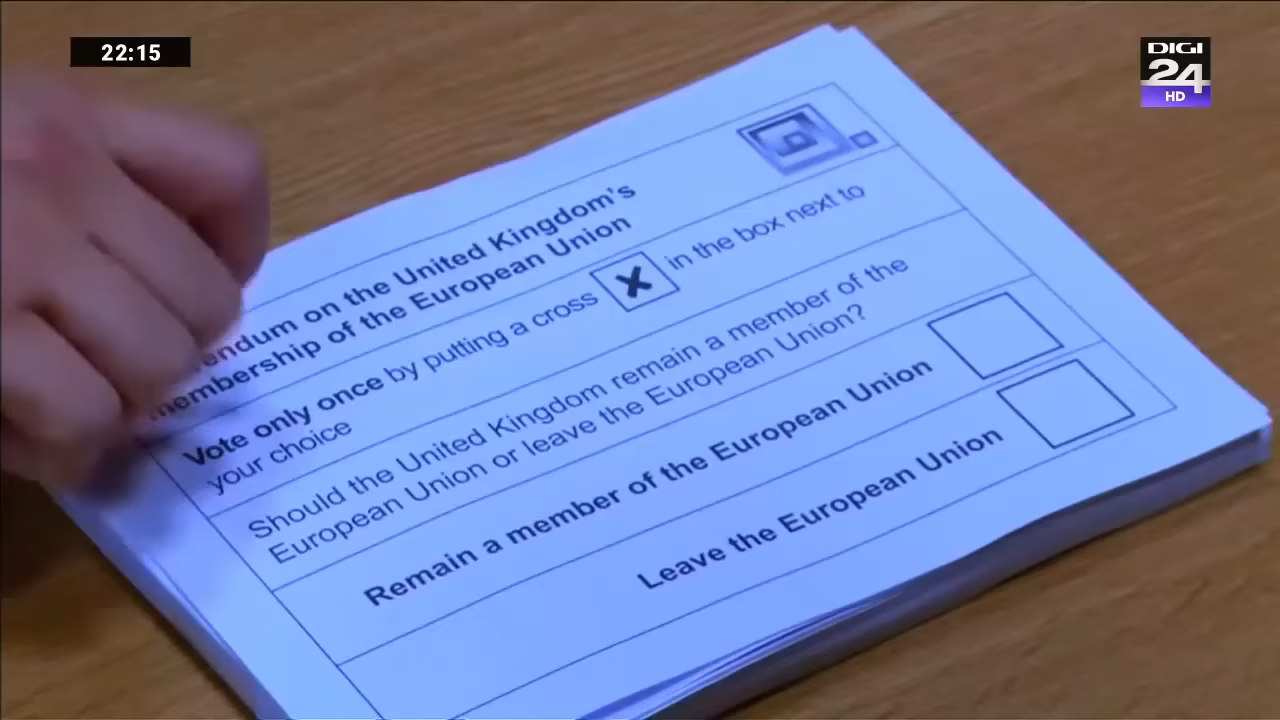 22:15
DIGI
24
HD
endum on the United Kingdom's
membership of the European Union
Vote only once by putting a cross X in the box next to
your choice
Should the United Kingdom remain a member of the
European Union or leave the European Union?
Remain a member of the European Union
Leave the European Union